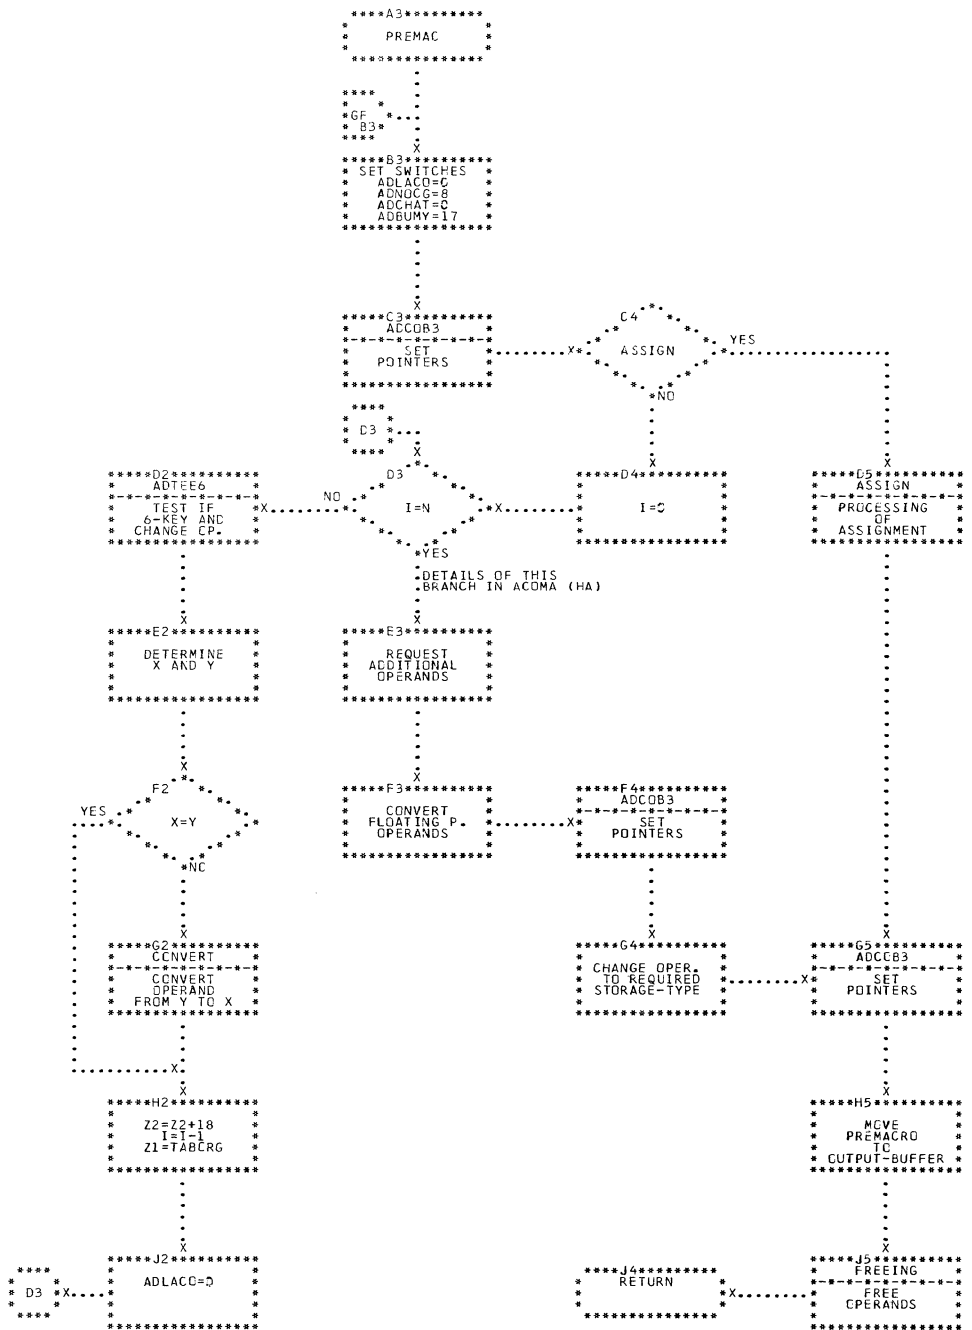 A3
PREMAC
GF
B3
B3
SET SWITCHES
ADLACO=0
ADNOCG=8
ADCHAT=0
ADBUMY=17
C3
ADCOB3
SET
POINTERS
C4
ASSIGN
YES
NO
D3
D2
ADTEE6
TEST IF
6-KEY AND
CHANGE CP.
NO
D3
I=N
YES
D4
I=0
D5
ASSIGN
PROCESSING
OF
ASSIGNMENT
DETAILS OF THIS
BRANCH IN ACOMA (HA)
E2
DETERMINE
X AND Y
E3
REQUEST
ADDITIONAL
OPERANDS
F2
YES
X=Y
NO
F3
CONVERT
FLOATING P.
OPERANDS
F4
ADCOB3
SET
POINTERS
G2
CONVERT
CONVERT
OPERAND
FROM Y TO X
G4
CHANGE OPER.
TO REQUIRED
STORAGE-TYPE
G5
ADCOB3
SET
POINTERS
H2
Z2=Z2+18
I=I-1
Z1=TABCRG
H5
MOVE
PREMACRO
TO
OUTPUT-BUFFER
D3
J2
ADLACO=0
J4
RETURN
J5
FREEING
FREE
OPERANDS